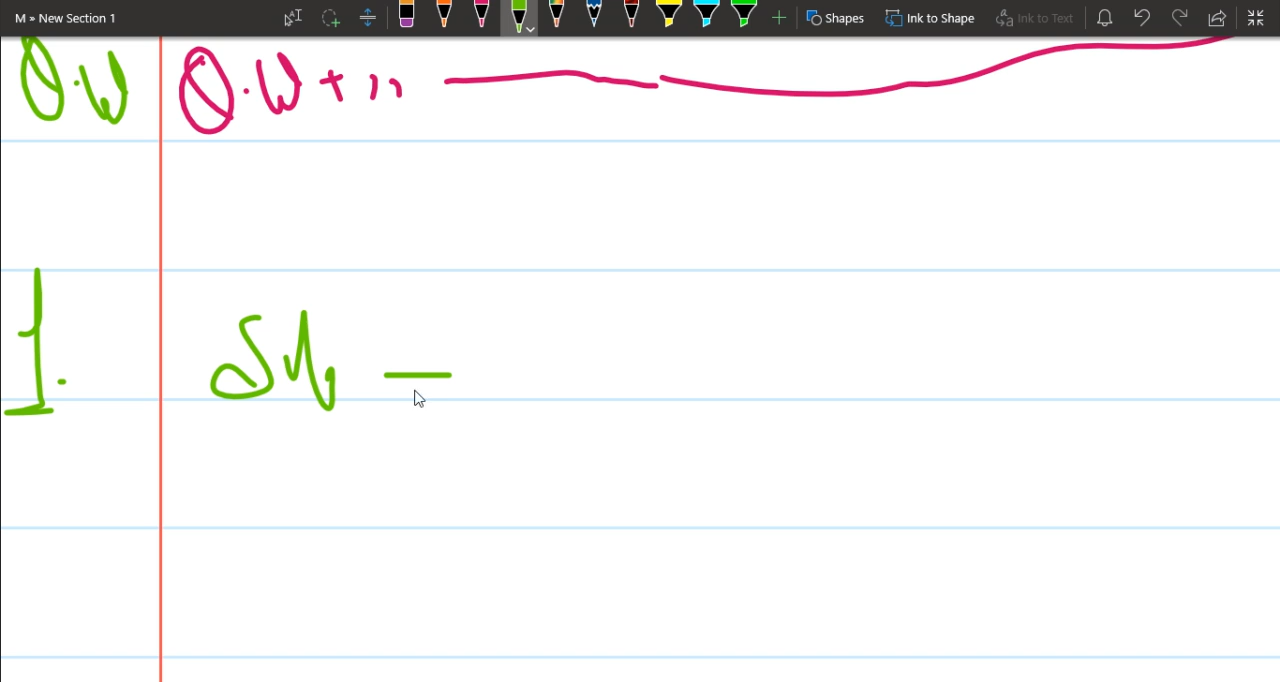 M » New Section 1 Shapes Ink to Shape Ink to Text
Q.W Q.W + ,,
1.